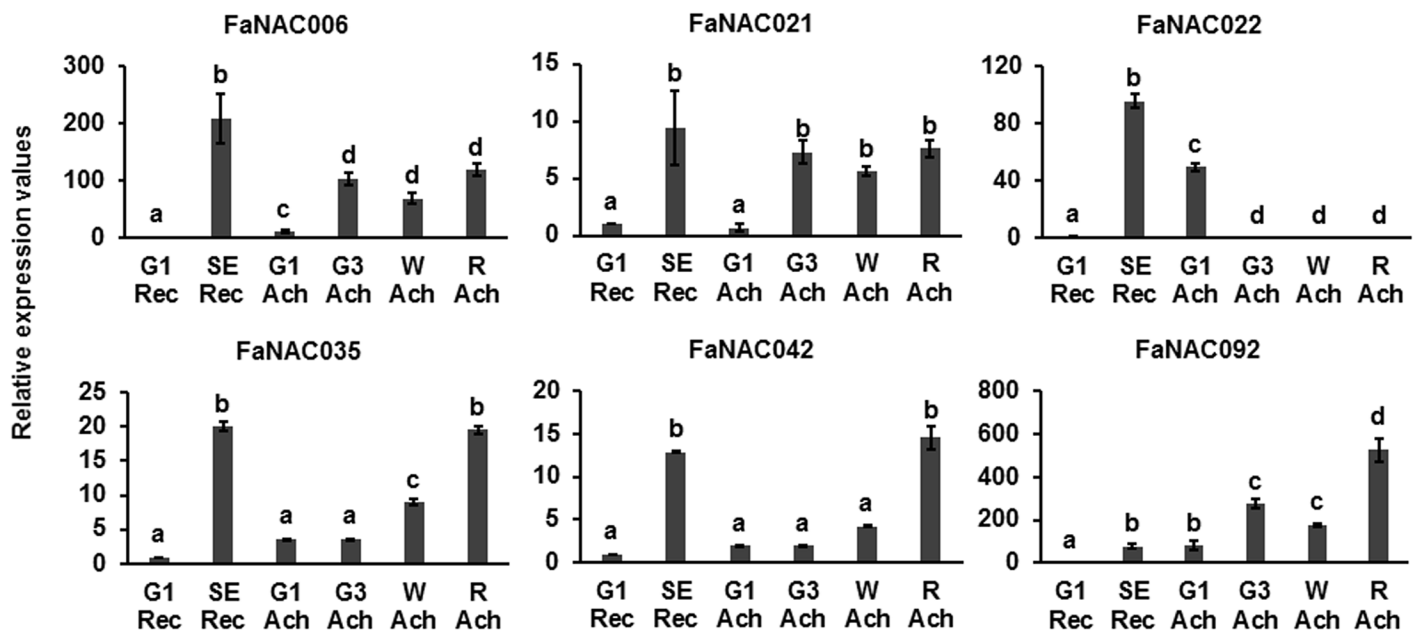 Relative expression values
FaNAC006
300
200
100
0
a
b
c
d
d
d
G1 Rec
SE Rec
G1 Ach
G3 Ach
W Ach
R Ach
FaNAC021
15
10
5
0
a
b
a
b
b
b
G1 Rec
SE Rec
G1 Ach
G3 Ach
W Ach
R Ach
FaNAC022
120
80
40
0
a
b
c
d
d
d
G1 Rec
SE Rec
G1 Ach
G3 Ach
W Ach
R Ach
FaNAC035
25
20
15
10
5
0
a
b
a
a
c
b
G1 Rec
SE Rec
G1 Ach
G3 Ach
W Ach
R Ach
FaNAC042
20
15
10
5
0
a
b
a
a
a
b
G1 Rec
SE Rec
G1 Ach
G3 Ach
W Ach
R Ach
FaNAC092
800
600
400
200
0
a
b
b
c
c
d
G1 Rec
SE Rec
G1 Ach
G3 Ach
W Ach
R Ach